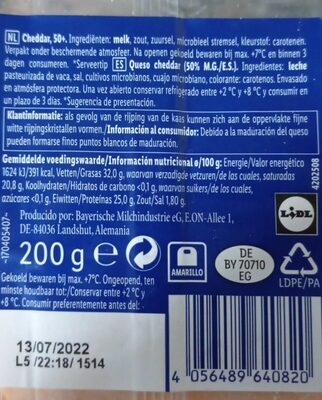 NL Cheddar, 50+. Ingrediënten: melk, zout, zuursel, microbieel stremsel, kleurstof: carotenen.
Verpakt onder beschermende atmosfeer. Na openen gekoeld bewaren bij max. +7°C en binnen 3
dagen consumeren. *Serveertip ES Queso cheddar (50% M.G./E.S.). Ingredientes: leche
pasteurizada de vaca, sal, cultivos microbianos, cuajo microbiano, colorante: carotenos. Envasado
en atmósfera protectora. Una vez abierto conservar refrigerado entre +2 °C y +8 °C y consumir en
un plazo de 3 días. *Sugerencia de presentación.
Klantinformatie: als gevolg van de rijping van de kaas kunnen zich aan de oppervlakte fijne
witte rijpingskristallen vormen./Información al consumidor: Debido a la maduración del queso
pueden formarse finos puntos blancos de maduración.
Gemiddelde voedingswaarde/Información nutricional ø/100 g: Energie/Valor energético
1624 kJ/391 kcal, Vetten/Grasas 32,0 g, waarvan verzadigde vetzuren/de las cuales, saturadas
20,8 g, Koolhydraten/Hidratos de carbono <0,1 g, waarvan suikers/de los cuales,
azúcares <0,1 g, Eiwitten/Proteínas 25,0 g, Zout/Sal 1,80 g.
Producido por: Bayerische Milchindustrie eG, E.ON-Allee 1,
DE-84036 Landshut, Alemania
4202508
-170405407-
LIDL
200 g e
AMARILLO
DE
BY 70710
EG
LDPE/PA
Gekoeld bewaren bij max. +7°C. Ongeopend, ten
minste houdbaar tot:/Conservar entre +2 °C y
+8 °C. Consumir preferentemente antes del:
13/07/2022
L5 /22:18/ 1514
4 056489 640820